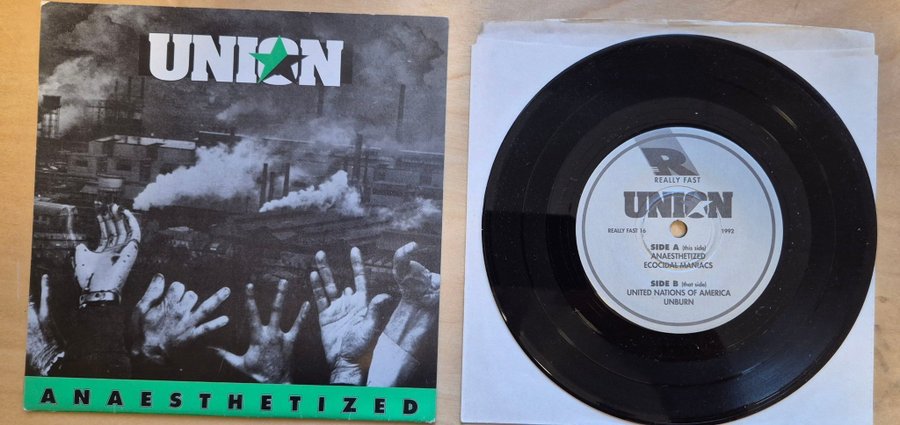 UNION
ANAESTHETIZED
R
REALLY FAST
UNION
REALLY FAST 16 1992
SIDE A (this side)
ANAESTHETIZED
ECOCIDAL MANIACS
SIDE B (that side)
UNITED NATIONS OF AMERICA
UNBURN